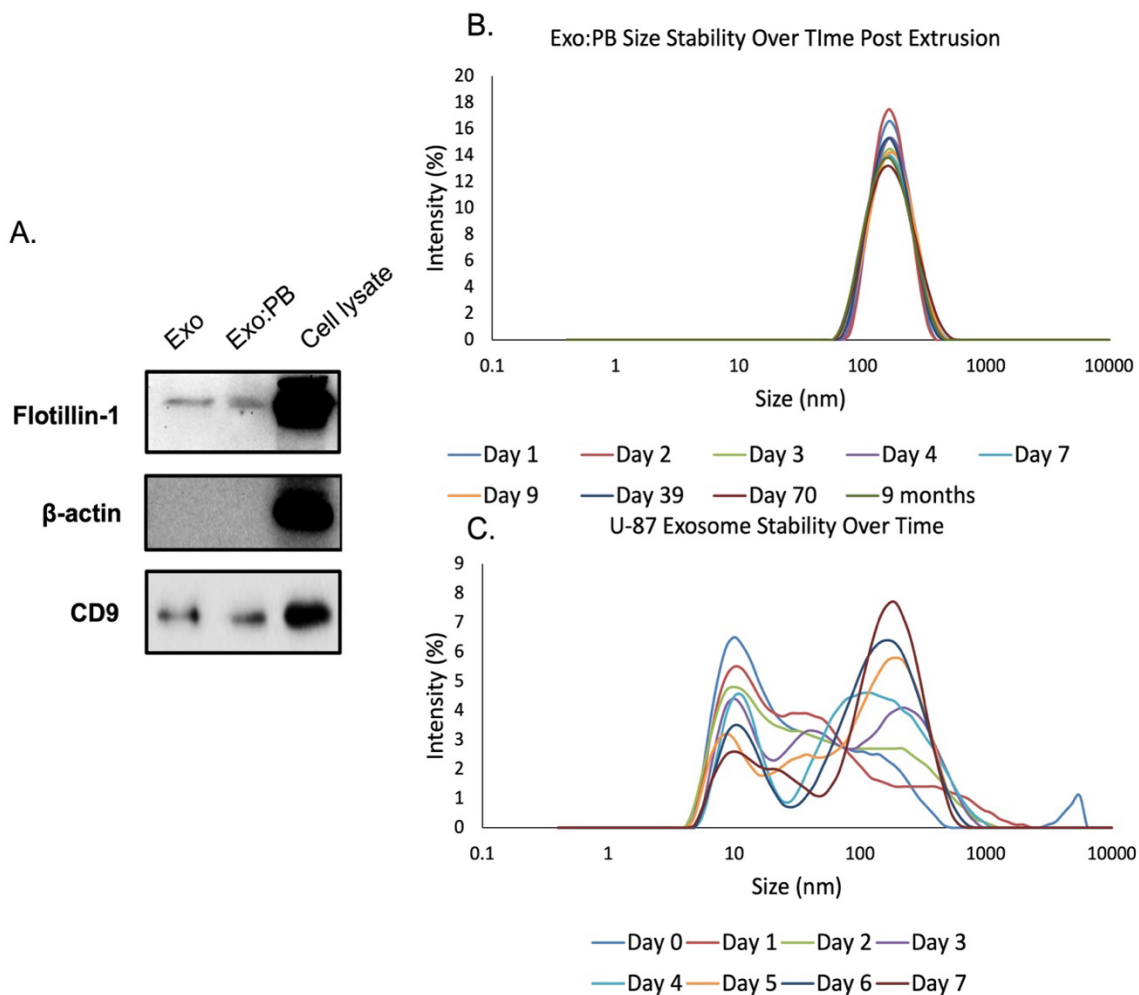 A.
Exo Exo:PB Cell lysate
Flotillin-1
β-actin
CD9
B.
Exo:PB Size Stability Over TIme Post Extrusion
Intensity (%)
20
18
16
14
12
10
8
6
4
2
0
0.1 1 10 100 1000 10000
Size (nm)
Day 1 Day 2 Day 3 Day 4 Day 7
Day 9 Day 39 Day 70 9 months
C.
U-87 Exosome Stability Over Time
Intensity (%)
9
8
7
6
5
4
3
2
1
0
0.1 1 10 100 1000 10000
Size (nm)
Day 0 Day 1 Day 2 Day 3
Day 4 Day 5 Day 6 Day 7